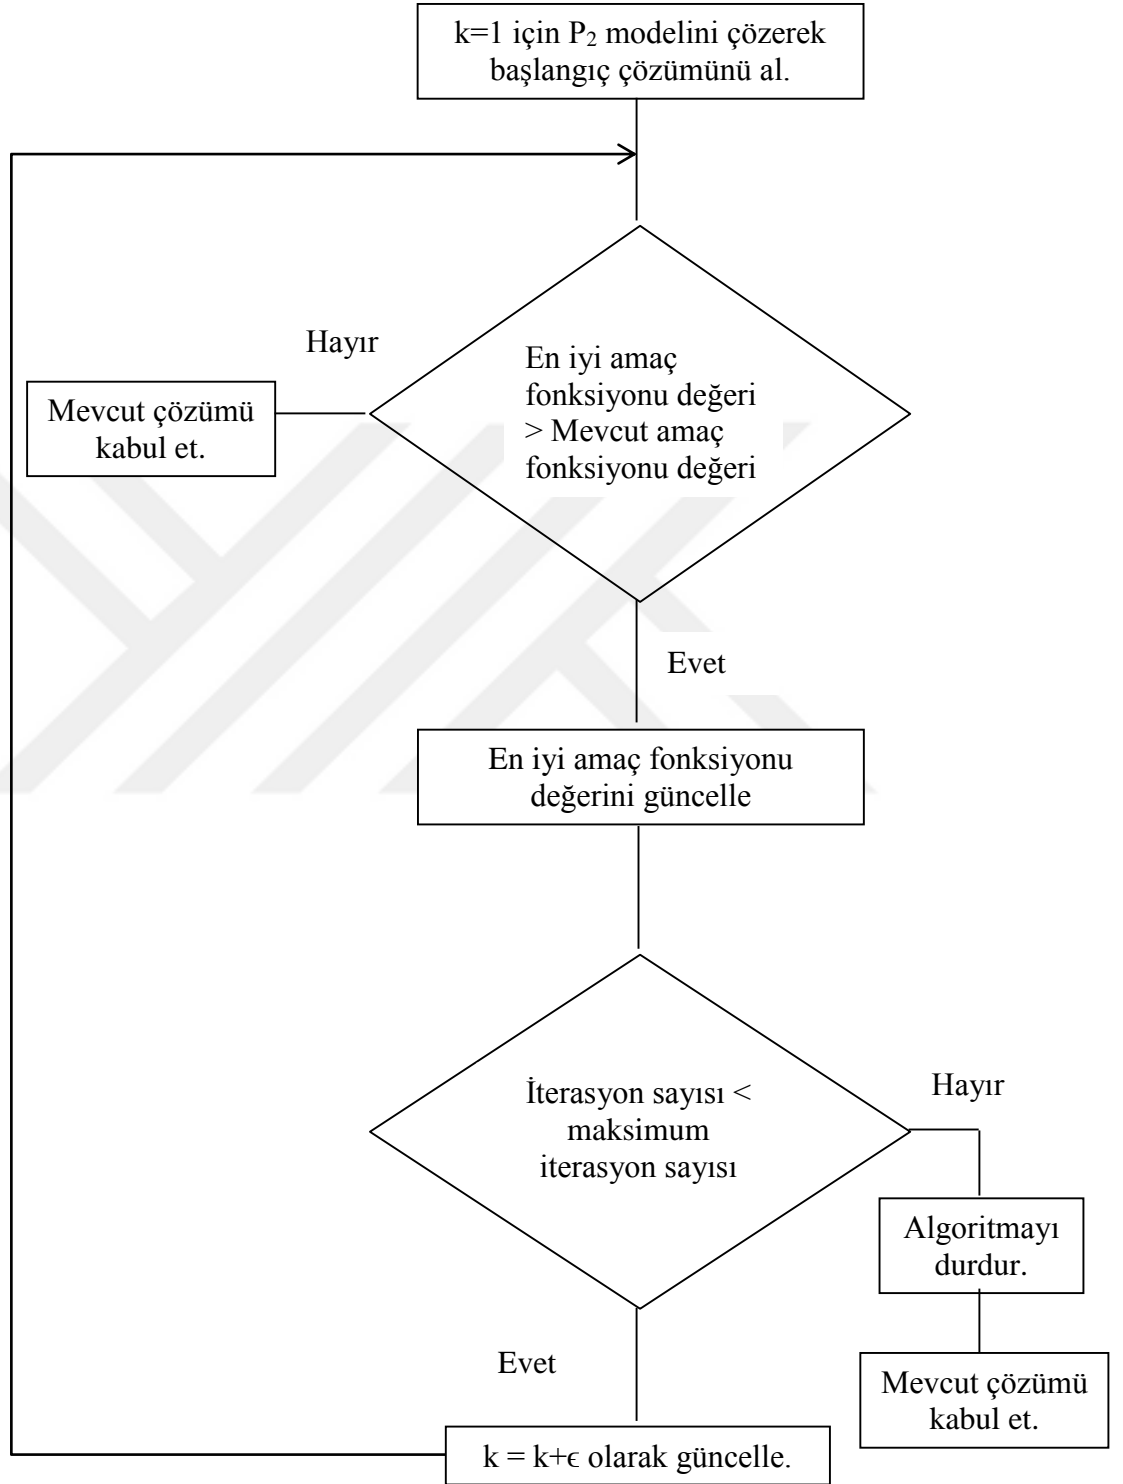 k=1 için P₂ modelini çözerek
başlangıç çözümünü al.
Hayır
En iyi amaç
fonksiyonu değeri
> Mevcut amaç
fonksiyonu değeri
Mevcut çözümü
kabul et.
Evet
En iyi amaç fonksiyonu
değerini güncelle
İterasyon sayısı <
maksimum
iterasyon sayısı
Hayır
Algoritmayı
durdur.
Mevcut çözümü
kabul et.
Evet
k = k+ϵ olarak güncelle.